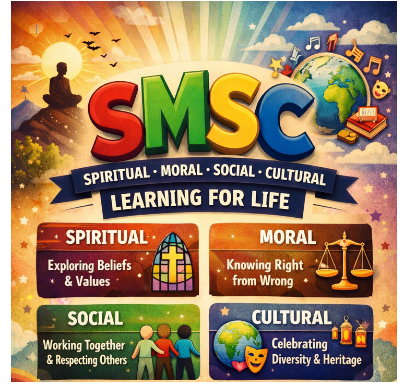 SMSC
SPIRITUAL • MORAL • SOCIAL • CULTURAL
LEARNING FOR LIFE
SPIRITUAL
Exploring Beliefs
& Values
MORAL
Knowing Right
from Wrong
SOCIAL
Working Together
& Respecting Others
CULTURAL
Celebrating
Diversity & Heritage